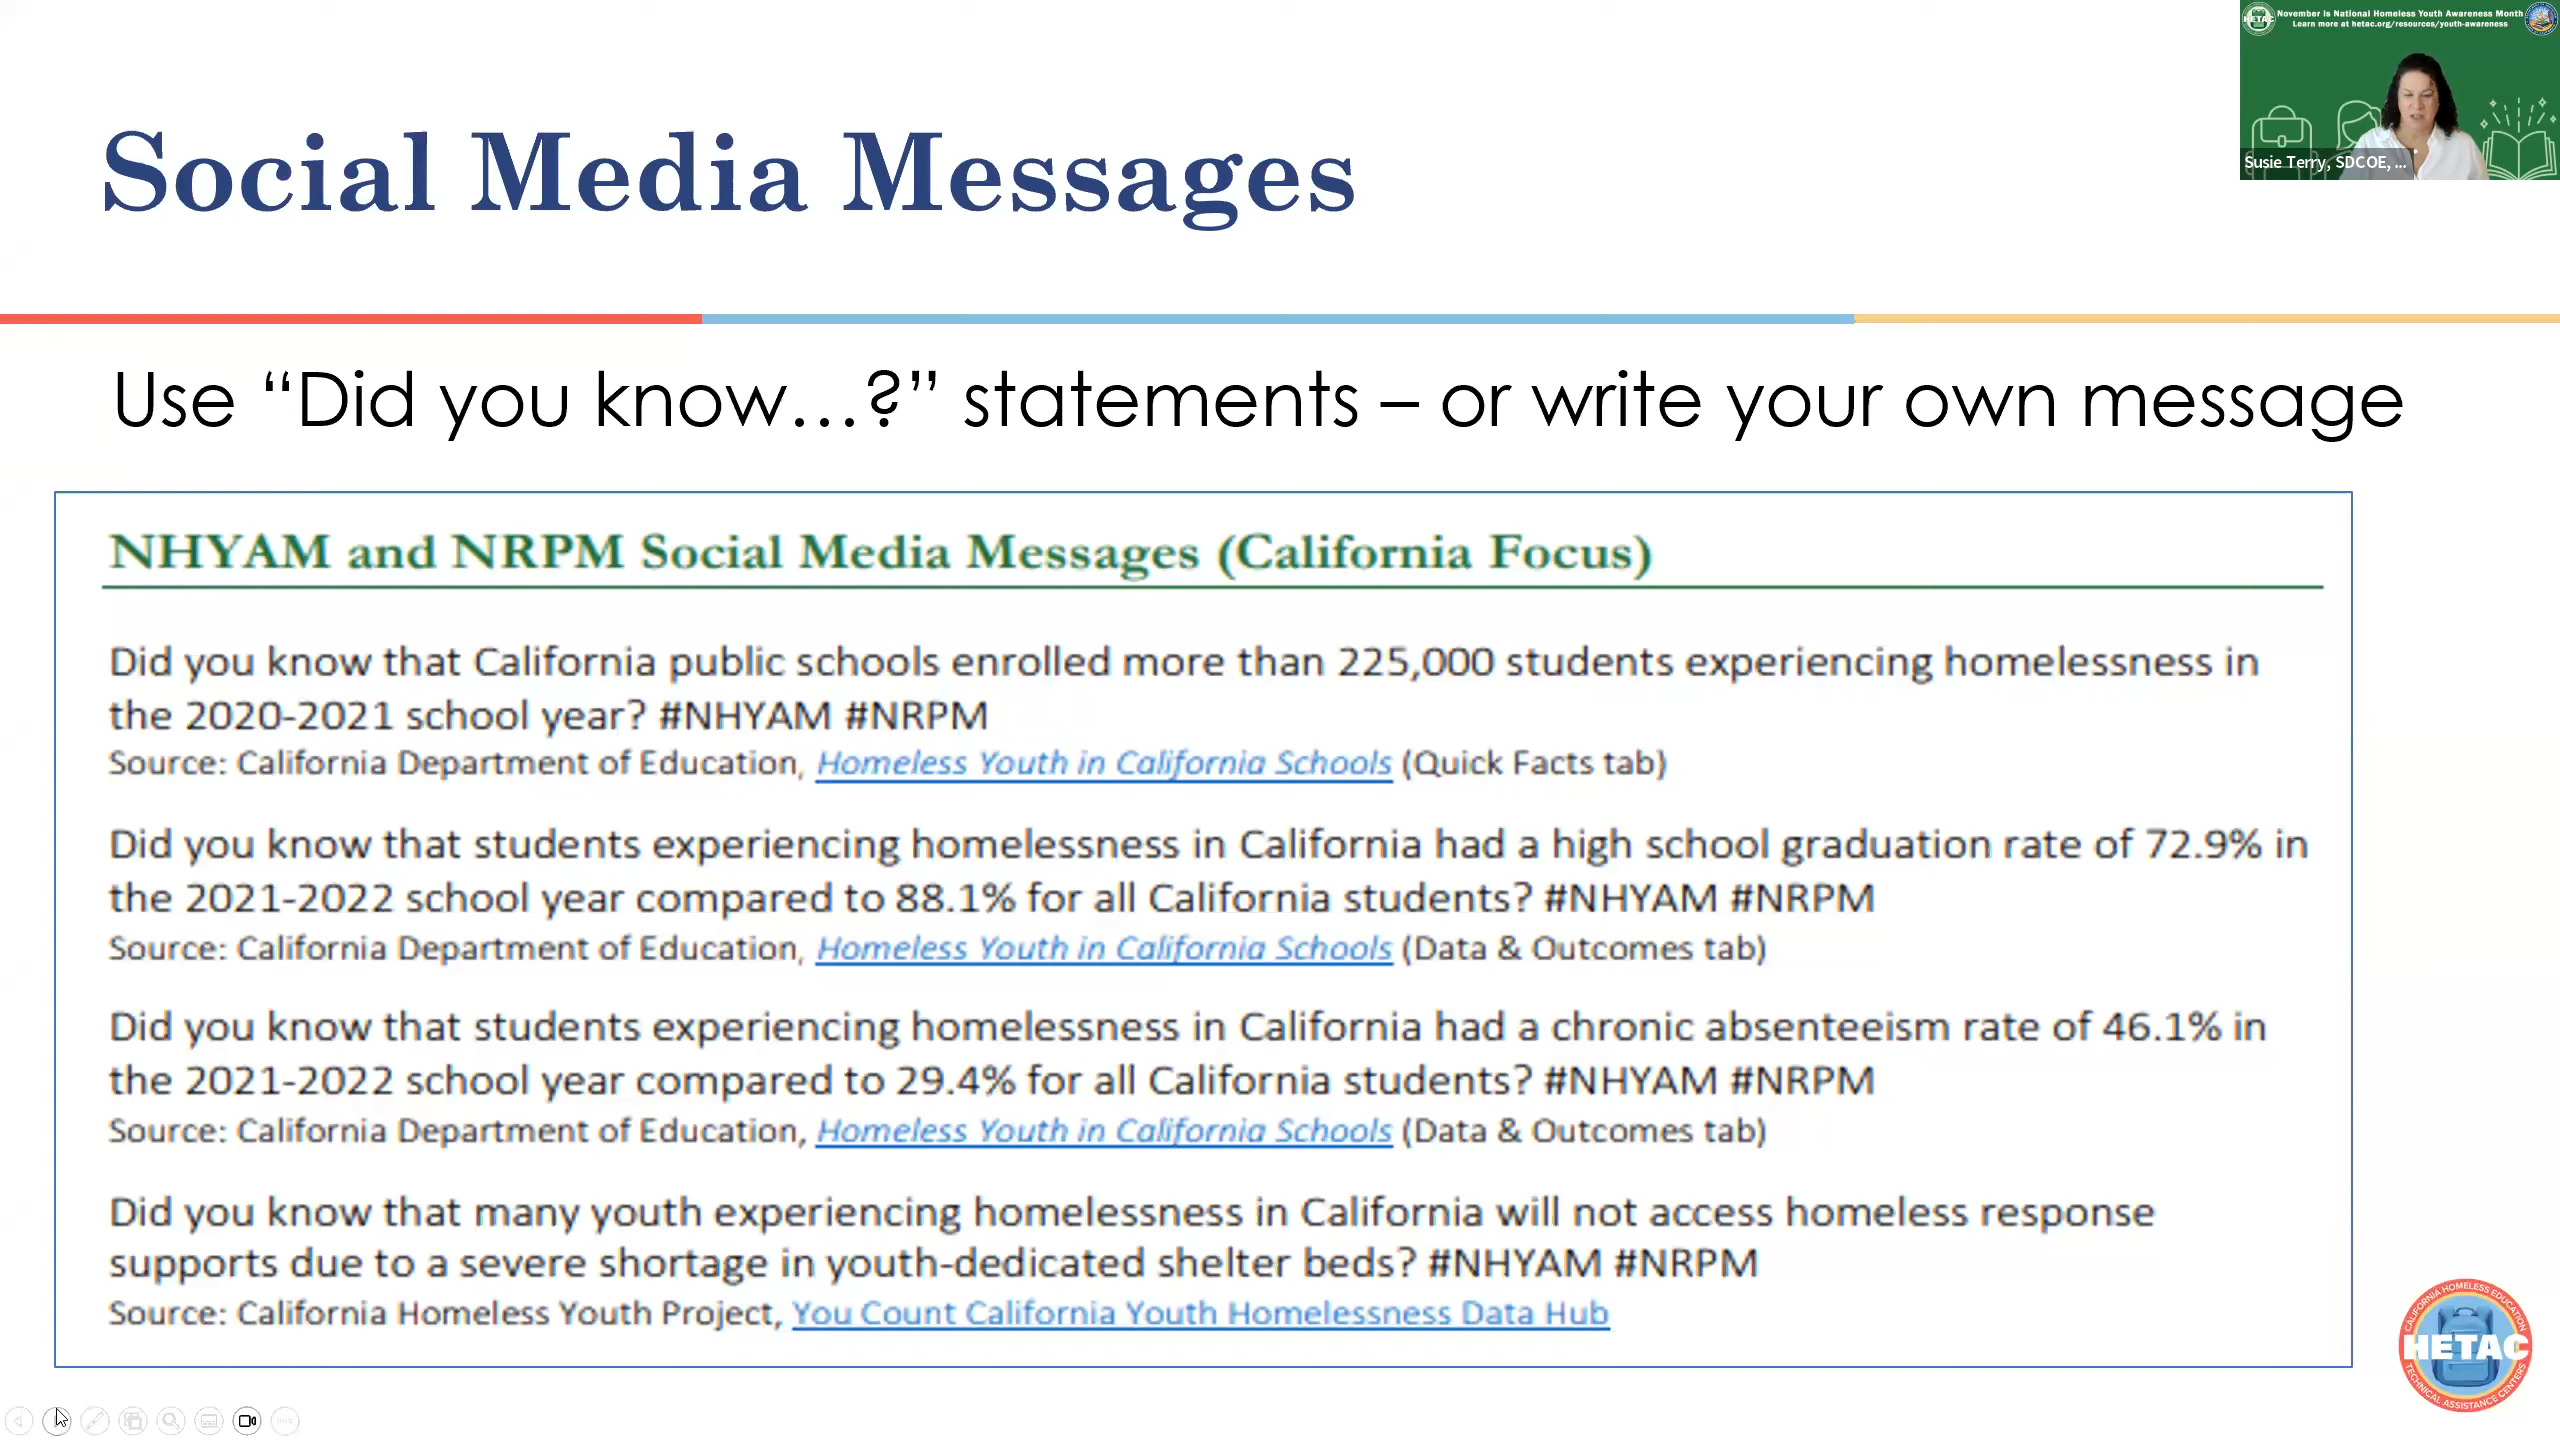 November is National Homeless Youth Awareness Month
Learn more at hetac.org/resources/youth-awareness
HETAC
Susie Terry, SDCOE, ...
Social Media Messages
Use “Did you know…?” statements – or write your own message
NHYAM and NRPM Social Media Messages (California Focus)
Did you know that California public schools enrolled more than 225,000 students experiencing homelessness in
the 2020-2021 school year? #NHYAM #NRPM
Source: California Department of Education, Homeless Youth in California Schools (Quick Facts tab)
Did you know that students experiencing homelessness in California had a high school graduation rate of 72.9% in
the 2021-2022 school year compared to 88.1% for all California students? #NHYAM #NRPM
Source: California Department of Education, Homeless Youth in California Schools (Data & Outcomes tab)
Did you know that students experiencing homelessness in California had a chronic absenteeism rate of 46.1% in
the 2021-2022 school year compared to 29.4% for all California students? #NHYAM #NRPM
Source: California Department of Education, Homeless Youth in California Schools (Data & Outcomes tab)
Did you know that many youth experiencing homelessness in California will not access homeless response
supports due to a severe shortage in youth-dedicated shelter beds? #NHYAM #NRPM
Source: California Homeless Youth Project, You Count California Youth Homelessness Data Hub
CALIFORNIA HOMELESS EDUCATION
HETAC
TECHNICAL ASSISTANCE CENTERS